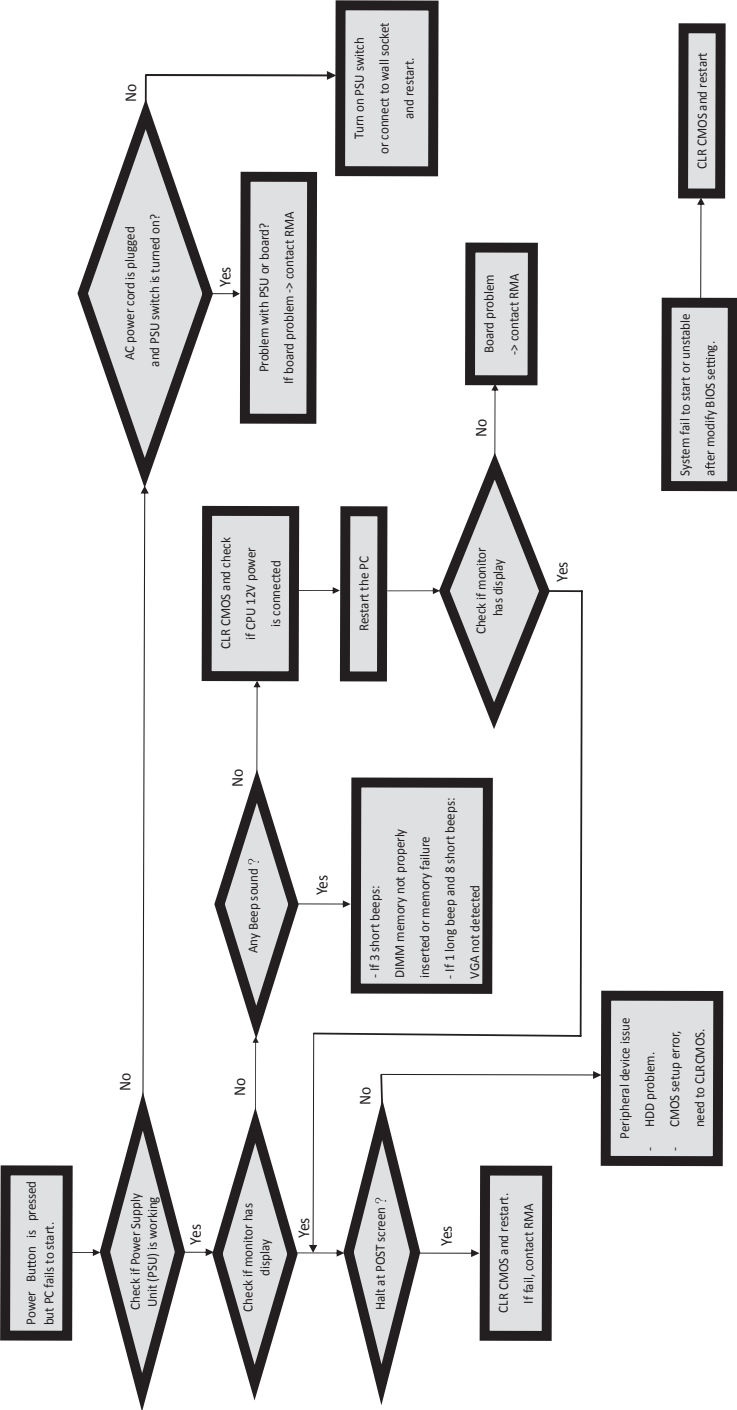 Power Button is pressed
but PC fails to start.
Check if Power Supply
Unit (PSU) is working
No
Yes
AC power cord is plugged
and PSU switch is turned on?
No
Turn on PSU switch
or connect to wall socket
and restart.
Yes
Problem with PSU or board?
If board problem -> contact RMA
Check if monitor has
display
No
Yes
Any Beep sound ?
No
Yes
- If 3 short beeps:
DIMM memory not properly
inserted or memory failure
- If 1 long beep and 8 short beeps:
VGA not detected
CLR CMOS and check
if CPU 12V power
is connected
Restart the PC
Check if monitor
has display
No
Yes
Board problem
-> contact RMA
Halt at POST screen ?
No
Yes
CLR CMOS and restart.
If fail, contact RMA
Peripheral device issue
- HDD problem.
- CMOS setup error,
need to CLRCMOS.
System fail to start or unstable
after modify BIOS setting.
CLR CMOS and restart